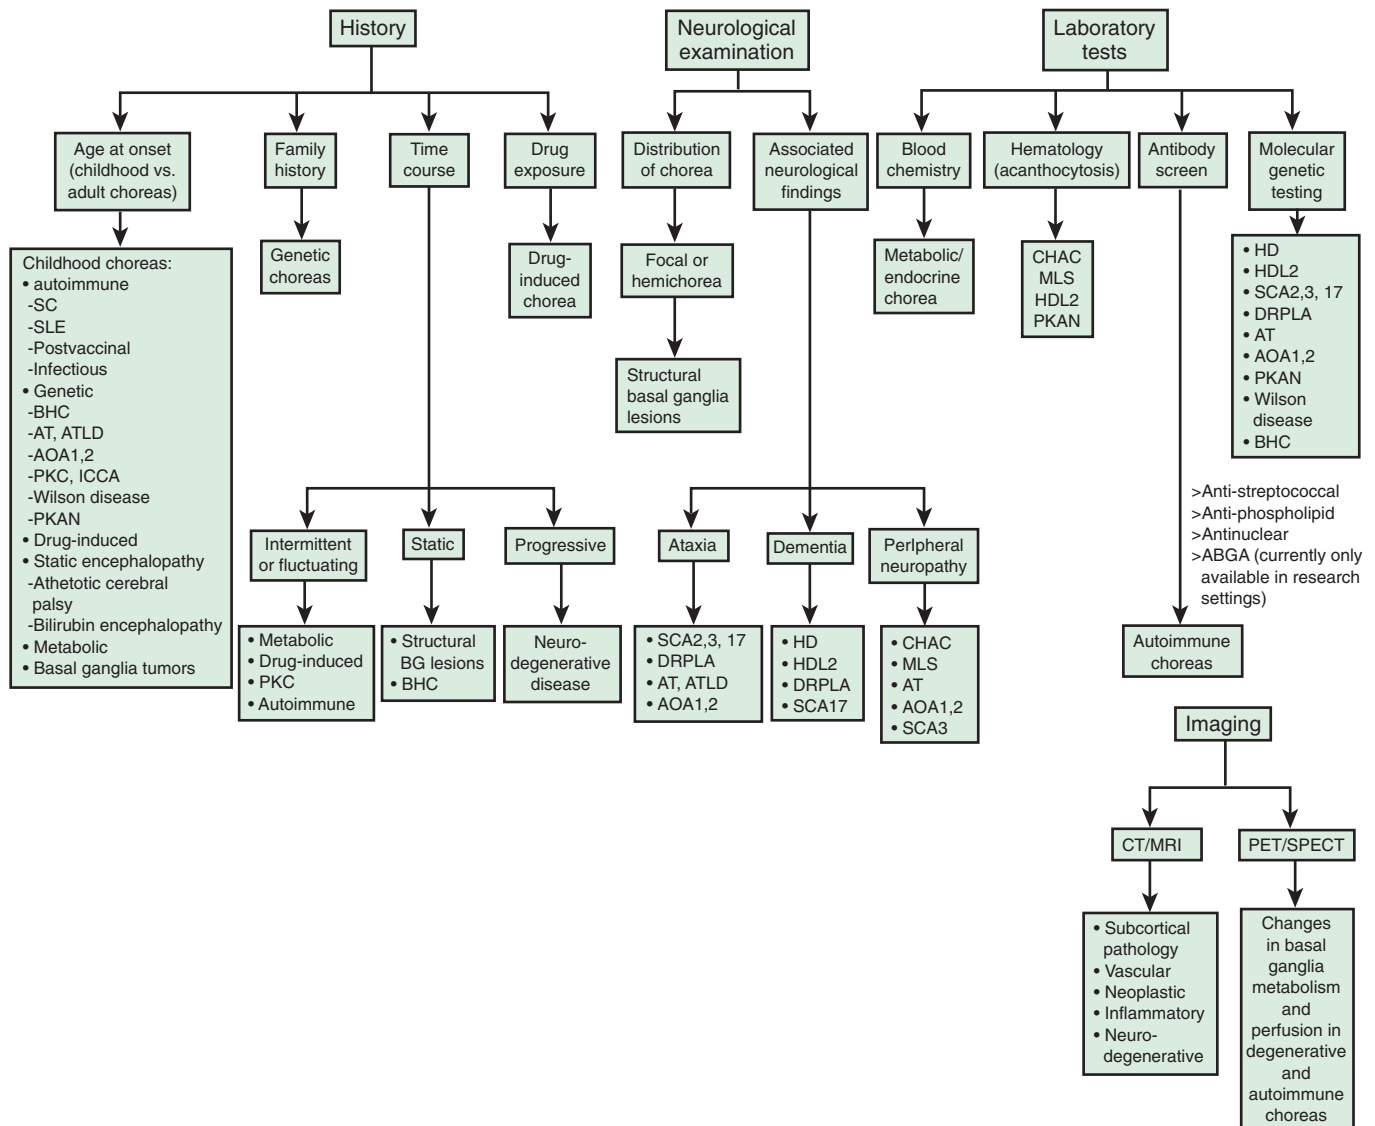 History
Age at onset
(childhood vs.
adult choreas)
Childhood choreas:
• autoimmune
-SC
-SLE
-Postvaccinal
-Infectious
• Genetic
-BHC
-AT, ATLD
-AOA1,2
-PKC, ICCA
-Wilson disease
-PKAN
• Drug-induced
• Static encephalopathy
-Athetotic cerebral
palsy
-Bilirubin encephalopathy
• Metabolic
• Basal ganglia tumors
Family
history
Genetic
choreas
Time
course
Intermittent
or fluctuating
• Metabolic
• Drug-induced
• PKC
• Autoimmune
Static
• Structural
BG lesions
• BHC
Progressive
Neuro-
degenerative
disease
Drug
exposure
Drug-
induced
chorea
Neurological
examination
Distribution
of chorea
Focal or
hemichorea
Structural
basal ganglia
lesions
Associated
neurological
findings
Ataxia
• SCA2,3, 17
• DRPLA
• AT, ATLD
• AOA1,2
Dementia
• HD
• HDL2
• DRPLA
• SCA17
PerIpheral
neuropathy
• CHAC
• MLS
• AT
• AOA1,2
• SCA3
Laboratory
tests
Blood
chemistry
Metabolic/
endocrine
chorea
Hematology
(acanthocytosis)
CHAC
MLS
HDL2
PKAN
Antibody
screen
>Anti-streptococcal
>Anti-phospholipid
>Antinuclear
>ABGA (currently only
available in research
settings)
Autoimmune
choreas
Molecular
genetic
testing
• HD
• HDL2
• SCA2,3, 17
• DRPLA
• AT
• AOA1,2
• PKAN
• Wilson
disease
• BHC
Imaging
CT/MRI
• Subcortical
pathology
• Vascular
• Neoplastic
• Inflammatory
• Neuro-
degenerative
PET/SPECT
Changes
in basal
ganglia
metabolism
and
perfusion in
degenerative
and
autoimmune
choreas